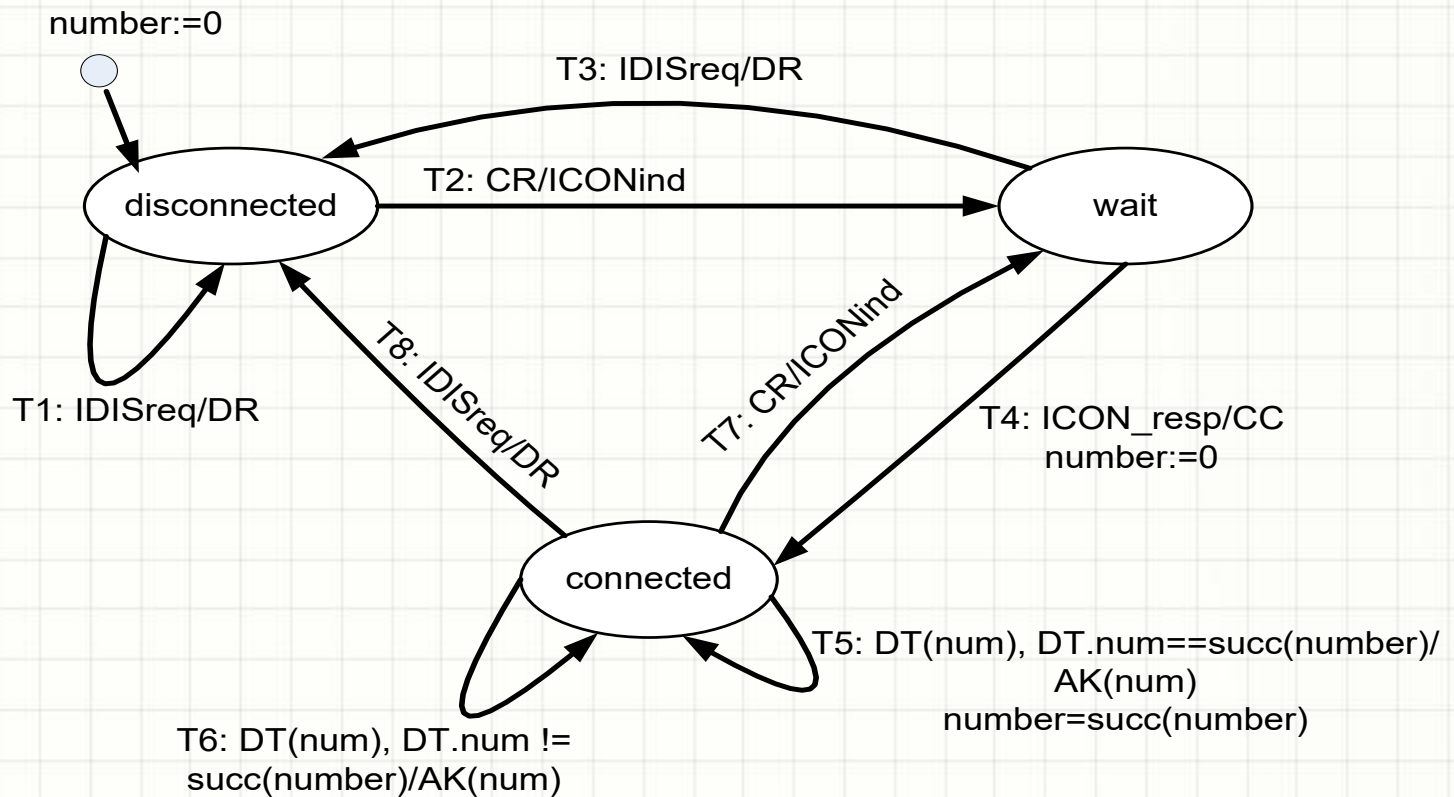 number:=0
T3: IDISreq/DR
T2: CR/ICONind
disconnected
wait
T8: IDISreq/DR
T7: CR/ICONind
T1: IDISreq/DR
T4: ICON_resp/CC
number:=0
connected
T5: DT(num), DT.num==succ(number)/
AK(num)
number=succ(number)
T6: DT(num), DT.num !=
succ(number)/AK(num)